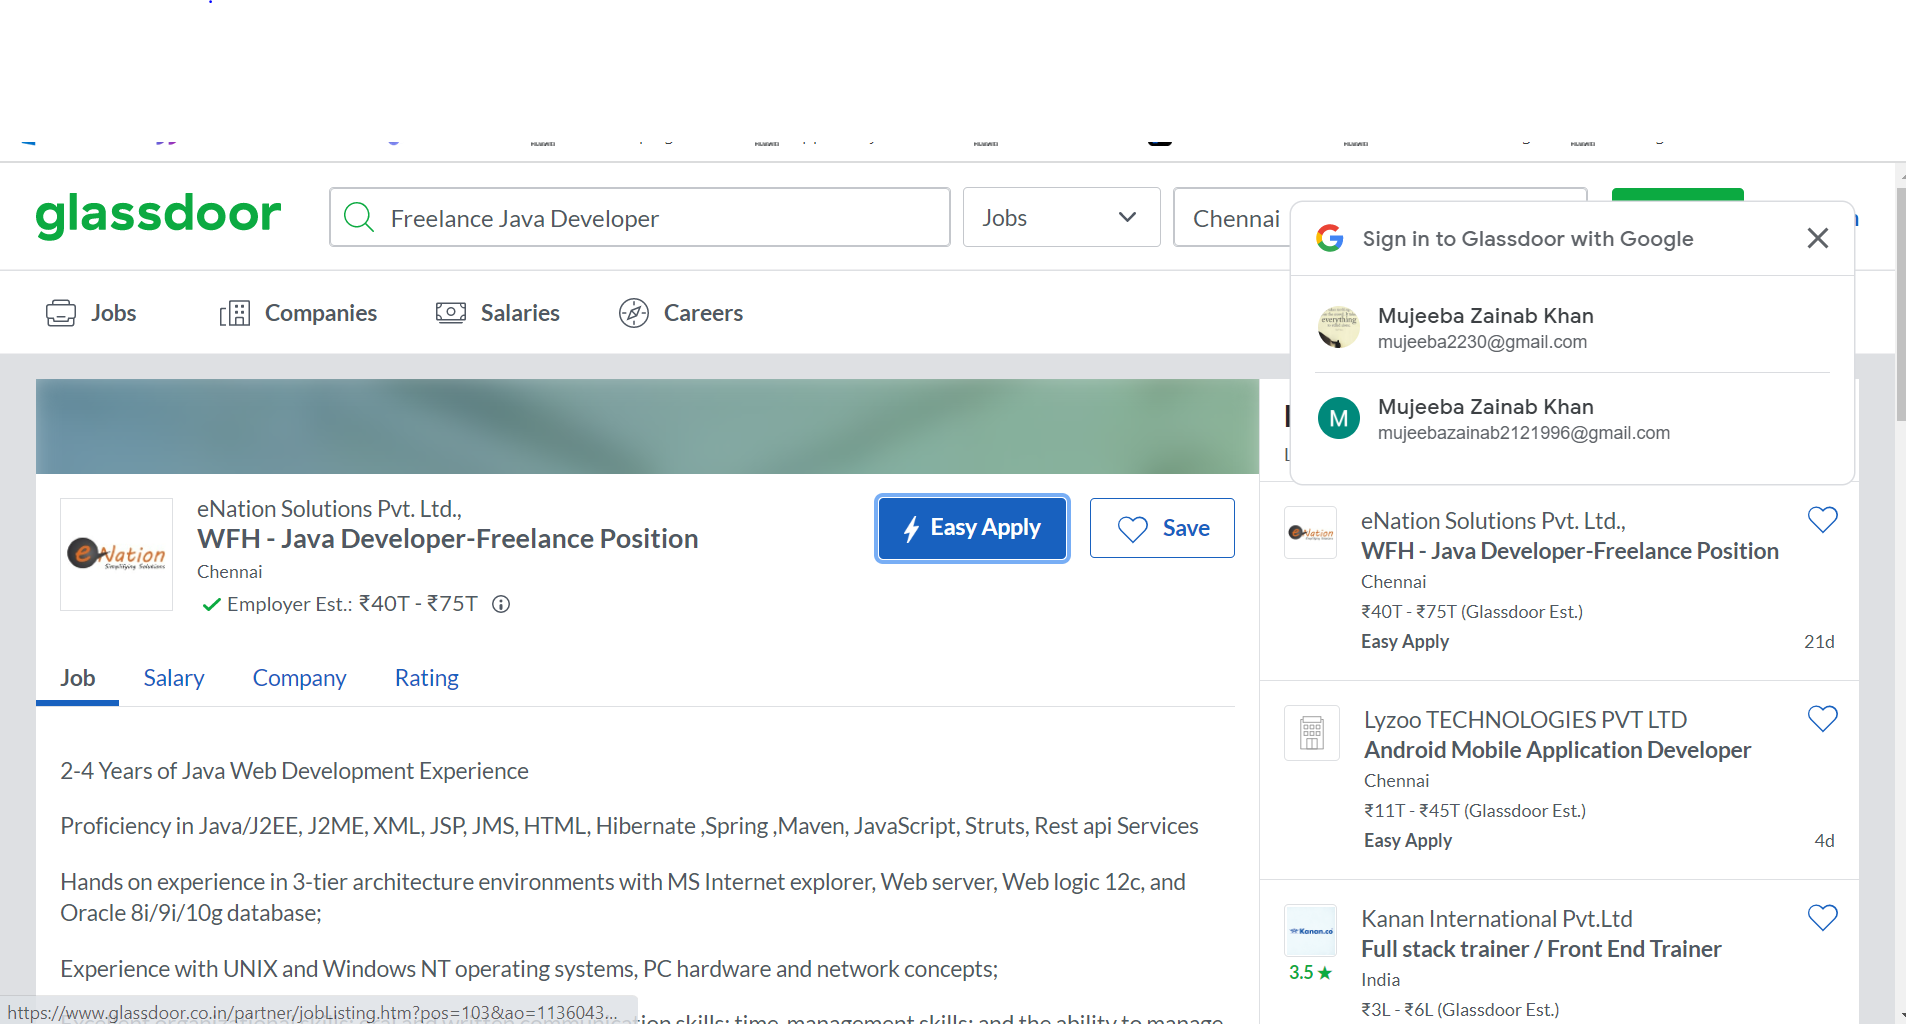 glassdoor
Freelance Java Developer
Jobs
Chennai
Sign in to Glassdoor with Google
Mujeeba Zainab Khan
mujeeba2230@gmail.com
M
Mujeeba Zainab Khan
mujeebazainab2121996@gmail.com
Jobs
Companies
Salaries
Careers
eNation
Simplifying Solutions
eNation Solutions Pvt. Ltd.,
WFH - Java Developer-Freelance Position
Chennai
Employer Est.: ₹40T - ₹75T
Easy Apply
Save
Job
Salary
Company
Rating
2-4 Years of Java Web Development Experience
Proficiency in Java/J2EE, J2ME, XML, JSP, JMS, HTML, Hibernate ,Spring ,Maven, JavaScript, Struts, Rest api Services
Hands on experience in 3-tier architecture environments with MS Internet explorer, Web server, Web logic 12c, and
Oracle 8i/9i/10g database;
Experience with UNIX and Windows NT operating systems, PC hardware and network concepts;
skills; time-management skills; and the ability to manage
https://www.glassdoor.co.in/partner/jobListing.htm?pos=103&ao=1136043...
eNation
eNation Solutions Pvt. Ltd.,
WFH - Java Developer-Freelance Position
Chennai
₹40T - ₹75T (Glassdoor Est.)
Easy Apply
21d
Lyzoo TECHNOLOGIES PVT LTD
Android Mobile Application Developer
Chennai
₹11T - ₹45T (Glassdoor Est.)
Easy Apply
4d
Kanan.co
3.5 ★
Kanan International Pvt.Ltd
Full stack trainer / Front End Trainer
India
₹3L - ₹6L (Glassdoor Est.)